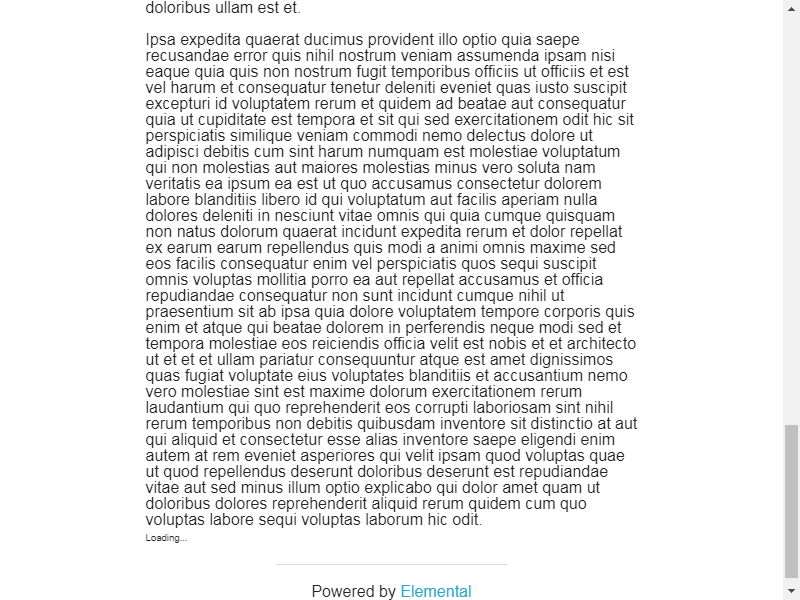 doloribus ullam est et.
Ipsa expedita quaerat ducimus provident illo optio quia saepe
recusandae error quis nihil nostrum veniam assumenda ipsam nisi
eaque quia quis non nostrum fugit temporibus officiis ut officiis et est
vel harum et consequatur tenetur deleniti eveniet quas iusto suscipit
excepturi id voluptatem rerum et quidem ad beatae aut consequatur
quia ut cupiditate est tempora et sit qui sed exercitationem odit hic sit
perspiciatis similique veniam commodi nemo delectus dolore ut
adipisci debitis cum sint harum numquam est molestiae voluptatum
qui non molestias aut maiores molestias minus vero soluta nam
veritatis ea ipsum ea est ut quo accusamus consectetur dolorem
labore blanditiis libero id qui voluptatum aut facilis aperiam nulla
dolores deleniti in nesciunt vitae omnis qui quia cumque quisquam
non natus dolorum quaerat incidunt expedita rerum et dolor repellat
ex earum earum repellendus quis modi a animi omnis maxime sed
eos facilis consequatur enim vel perspiciatis quos sequi suscipit
omnis voluptas mollitia porro ea aut repellat accusamus et officia
repudiandae consequatur non sunt incidunt cumque nihil ut
praesentium sit ab ipsa quia dolore voluptatem tempore corporis quis
enim et atque qui beatae dolorem in perferendis neque modi sed et
tempora molestiae eos reiciendis officia velit est nobis et et architecto
ut et et et ullam pariatur consequuntur atque est amet dignissimos
quas fugiat voluptate eius voluptates blanditiis et accusantium nemo
vero molestiae sint est maxime dolorum exercitationem rerum
laudantium qui quo reprehenderit eos corrupti laboriosam sint nihil
rerum temporibus non debitis quibusdam inventore sit distinctio at aut
qui aliquid et consectetur esse alias inventore saepe eligendi enim
autem at rem eveniet asperiores qui velit ipsam quod voluptas quae
ut quod repellendus deserunt doloribus deserunt est repudiandae
vitae aut sed minus illum optio explicabo qui dolor amet quam ut
doloribus dolores reprehenderit aliquid rerum quidem cum quo
voluptas labore sequi voluptas laborum hic odit.
Loading...
Powered by Elemental